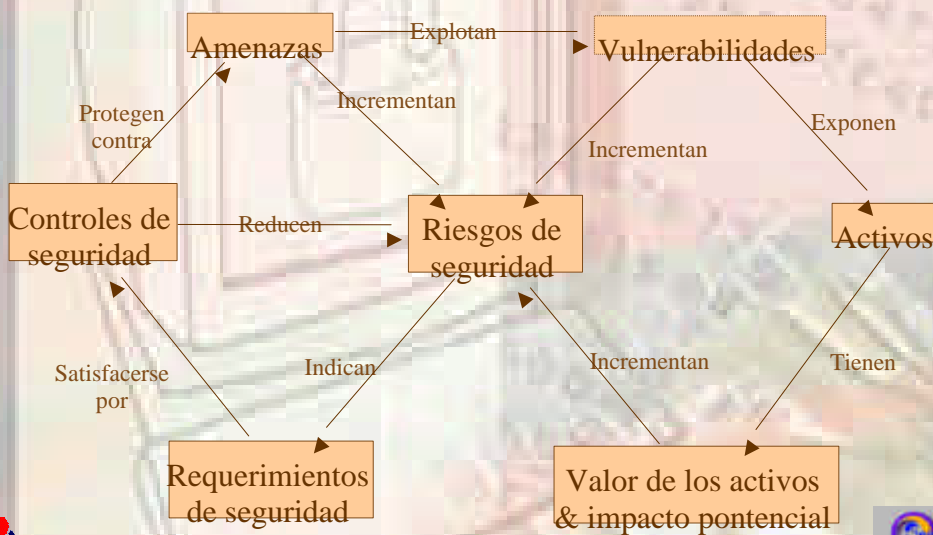 Amenazas
Explotan
Vulnerabilidades
Protegen
contra
Incrementan
Incrementan
Exponen
Controles de
seguridad
Reducen
Riesgos de
seguridad
Activos
Satisfacerse
por
Indican
Incrementan
Tienen
Requerimientos
de seguridad
Valor de los activos
& impacto pontencial